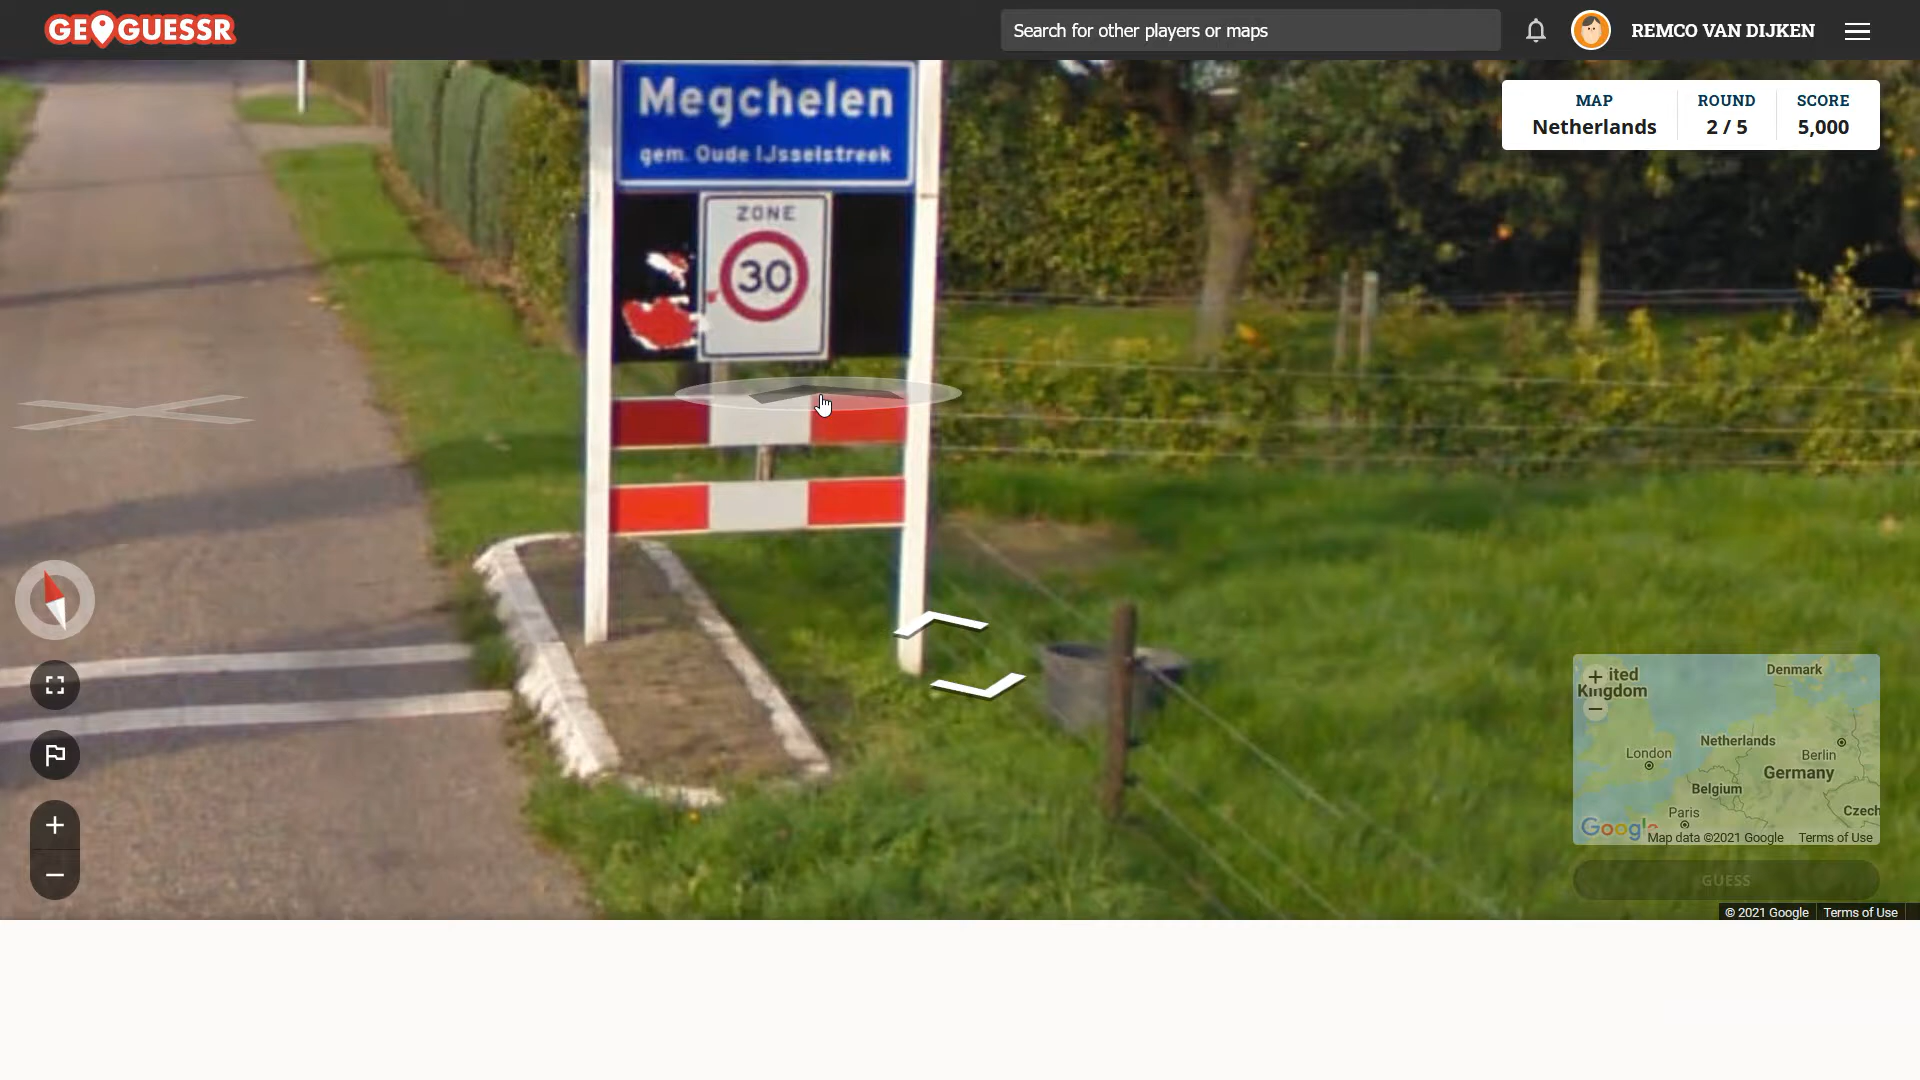 GEOGUESSR
Search for other players or maps
REMCO VAN DIJKEN
MAP
Netherlands
ROUND
2 / 5
SCORE
5,000
Megchelen
gem. Oude IJsselstreek
ZONE
30
+
−
ited
Kingdom
Denmark
London
Netherlands
Berlin
Germany
Belgium
Paris
Czech
Google
Map data ©2021 Google
Terms of Use
GUESS
+
−
© 2021 Google
Terms of Use